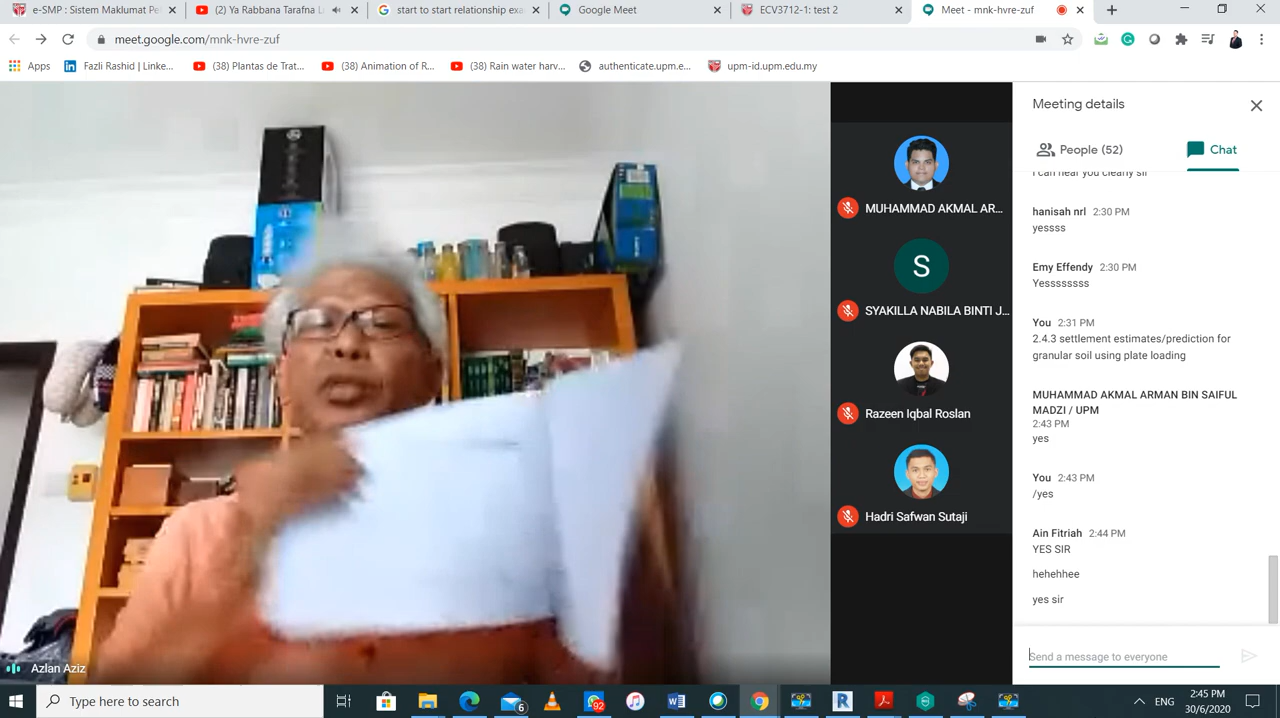 e-SMP : Sistem Maklumat Pe
(2) Ya Rabbana Tarafna L
start to start relationship exa
Google Meet
ECV3712-1: test 2
Meet - mnk-hvre-zuf
meet.google.com/mnk-hvre-zuf
Apps
Fazli Rashid | Linke...
(38) Plantas de Trat...
(38) Animation of R...
(38) Rain water harv...
authenticate.upm.e...
upm-id.upm.edu.my
Azlan Aziz
MUHAMMAD AKMAL AR...
S
SYAKILLA NABILA BINTI J...
Razeen Iqbal Roslan
Hadri Safwan Sutaji
Meeting details
People (52)
Chat
I can hear you clearly sir
hanisah nrl 2:30 PM
yessss
Emy Effendy 2:30 PM
Yessssssss
You 2:31 PM
2.4.3 settlement estimates/prediction for
granular soil using plate loading
MUHAMMAD AKMAL ARMAN BIN SAIFUL
MADZI / UPM
2:43 PM
yes
You 2:43 PM
/yes
Ain Fitriah 2:44 PM
YES SIR
hehehhee
yes sir
Send a message to everyone
Type here to search
6
92
W
R
ENG
2:45 PM
30/6/2020